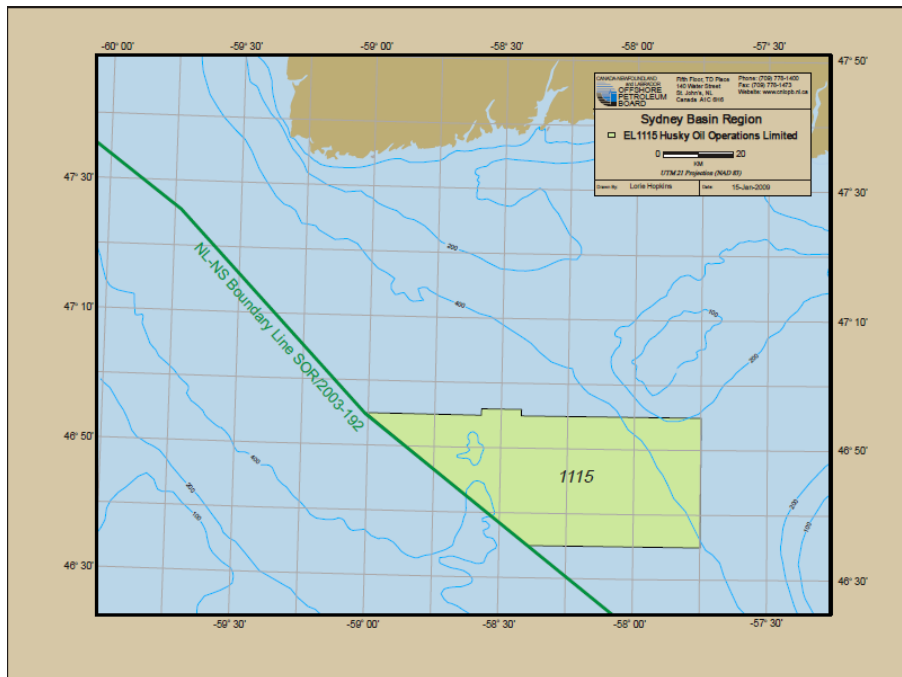 -60° 00' -59° 30' -59° 00' -58° 30' -58° 00' -57° 30'
47° 50'
CANADA-NEWFOUNDLAND
and LABRADOR
OFFSHORE
PETROLEUM
BOARD
Fifth Floor, TD Place
140 Water Street
St. John's, NL
Canada A1C 6H6
Phone: (709) 778-1400
Fax: (709) 778-1473
Website: www.cnlopb.nl.ca
Sydney Basin Region
EL1115 Husky Oil Operations Limited
0 20
KM
UTM 21 Projection (NAD 83)
Drawn By: Lorie Hopkins Date: 15-Jan-2009
47° 30' 47° 30'
200
NL-NS Boundary Line SOR/2003-192
400
47° 10' 100 47° 10'
200
46° 50' 46° 50'
400
1115
200
100
200
100
46° 30' 46° 30'
-59° 30' -59° 00' -58° 30' -58° 00' -57° 30'